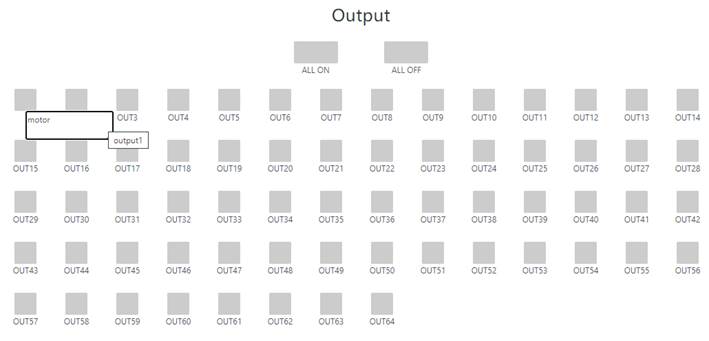 Output
ALL ON ALL OFF
OUT3 OUT4 OUT5 OUT6 OUT7 OUT8 OUT9 OUT10 OUT11 OUT12 OUT13 OUT14
motor
output1
OUT15 OUT16 OUT17 OUT18 OUT19 OUT20 OUT21 OUT22 OUT23 OUT24 OUT25 OUT26 OUT27 OUT28
OUT29 OUT30 OUT31 OUT32 OUT33 OUT34 OUT35 OUT36 OUT37 OUT38 OUT39 OUT40 OUT41 OUT42
OUT43 OUT44 OUT45 OUT46 OUT47 OUT48 OUT49 OUT50 OUT51 OUT52 OUT53 OUT54 OUT55 OUT56
OUT57 OUT58 OUT59 OUT60 OUT61 OUT62 OUT63 OUT64